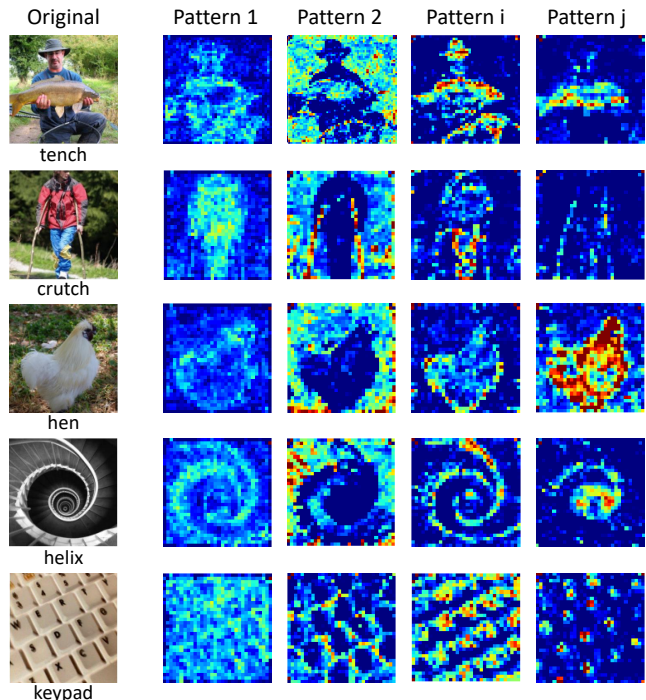 Original Pattern 1 Pattern 2 Pattern i Pattern j
tench
crutch
hen
helix
keypad